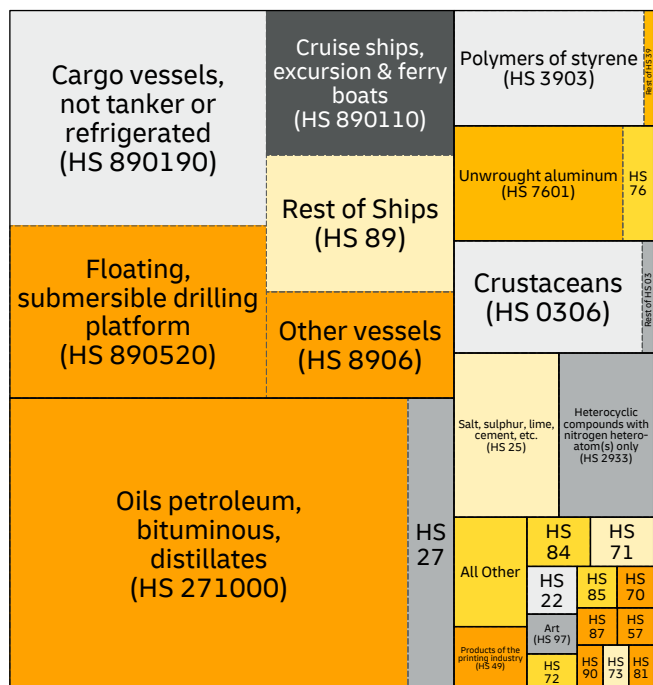 Cargo vessels,
not tanker or
refrigerated
(HS 890190)
Cruise ships,
excursion & ferry
boats
(HS 890110)
Rest of Ships
(HS 89)
Floating,
submersible drilling
platform
(HS 890520)
Other vessels
(HS 8906)
Oils petroleum,
bituminous,
distillates
(HS 271000)
HS
27
Polymers of styrene
(HS 3903)
Rest of HS 39
Unwrought aluminum
(HS 7601)
HS
76
Crustaceans
(HS 0306)
Rest of HS 03
Salt, sulphur, lime,
cement, etc.
(HS 25)
Heterocyclic
compounds with
nitrogen hetero-
atom(s) only
(HS 2933)
All Other
Products of the
printing industry
(HS 49)
HS
84
HS
71
HS
22
HS
85
HS
70
Art
(HS 97)
HS
87
HS
57
HS
72
HS
90
HS
73
HS
81